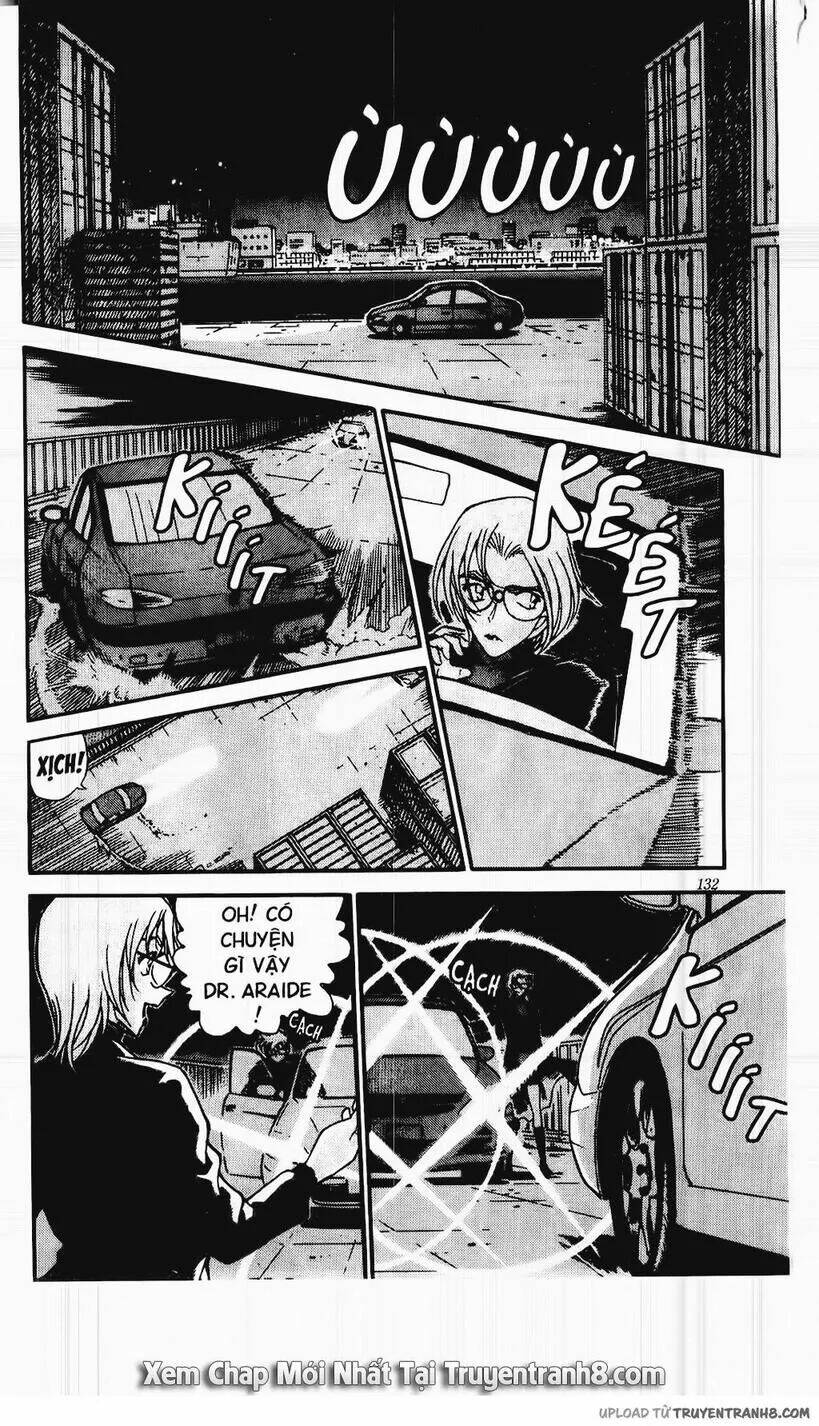 Ù Ù Ù Ù Ù
KÍÍÍT
KÉÉÉT
XỊCH!
132
OH! CÓ
CHUYỆN
GÌ VẬY
DR. ARAIDE
!
CẠCH
CẠCH
KÍÍÍT
Xem Chap Mới Nhất Tại Truyentranh8.com
UPLOAD TỪ TRUYENTRANH8.COM